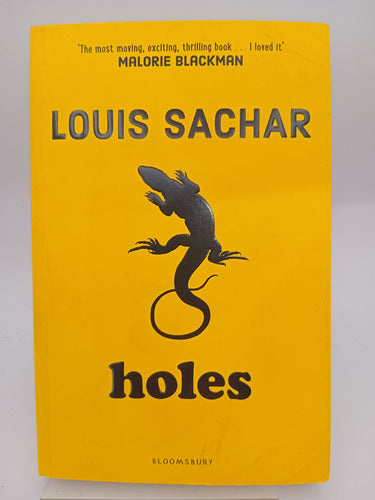 'The most moving, exciting, thrilling book . . . I loved it'
MALORIE BLACKMAN
LOUIS SACHAR
holes
BLOOMSBURY